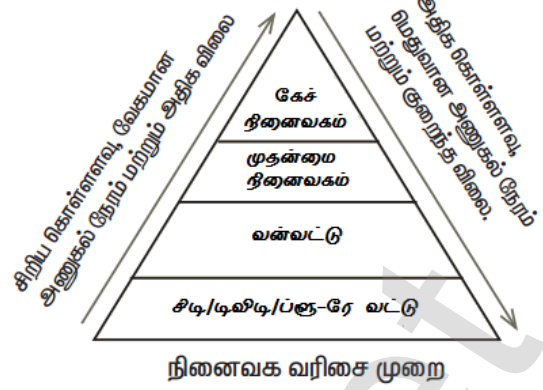 சிறிய கொள்ளளவு, வேகமான
அணுகல் நேரம் மற்றும் அதிக விலை
அதிக கொள்ளளவு,
மெதுவான அணுகல் நேரம்
மற்றும் குறைந்த விலை.
கேச்
நினைவகம்
முதன்மை
நினைவகம்
வன்வட்டு
சிடி/டிவிடி/ப்ளூ-ரே வட்டு
நினைவக வரிசை முறை